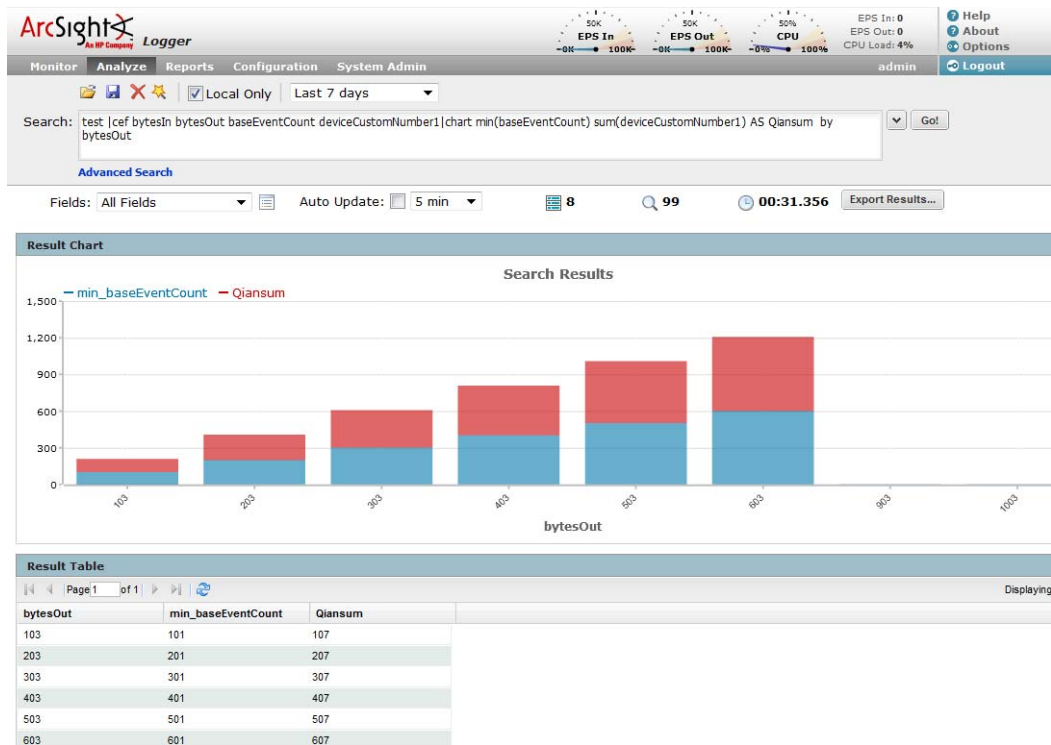 ArcSight
An HP Company
Logger
50K
EPS In
-0K
100K-
50K
EPS Out
-0K
100K-
50%
CPU
-0%
100%
EPS In: 0
EPS Out: 0
CPU Load: 4%
Help
About
Options
Monitor Analyze Reports Configuration System Admin admin Logout
Local Only Last 7 days
Search: test |cef bytesIn bytesOut baseEventCount deviceCustomNumber1|chart min(baseEventCount) sum(deviceCustomNumber1) AS Qiansum by
bytesOut
Go!
Advanced Search
Fields: All Fields Auto Update: 5 min 8 99 00:31.356 Export Results...
Result Chart
Search Results
min_baseEventCount Qiansum
1,500
1,200
900
600
300
0
103 203 303 403 503 603 903 1003
bytesOut
Result Table
Page 1 of 1 Displaying
bytesOut min_baseEventCount Qiansum
103 101 107
203 201 207
303 301 307
403 401 407
503 501 507
603 601 607